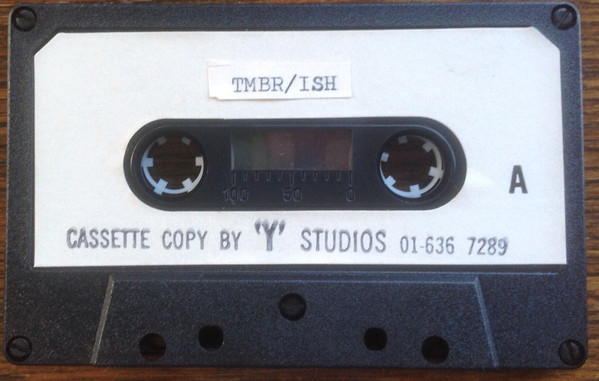 TMBR/ISH
100 50 0
A
CASSETTE COPY BY 'Y' STUDIOS 01-636 7289